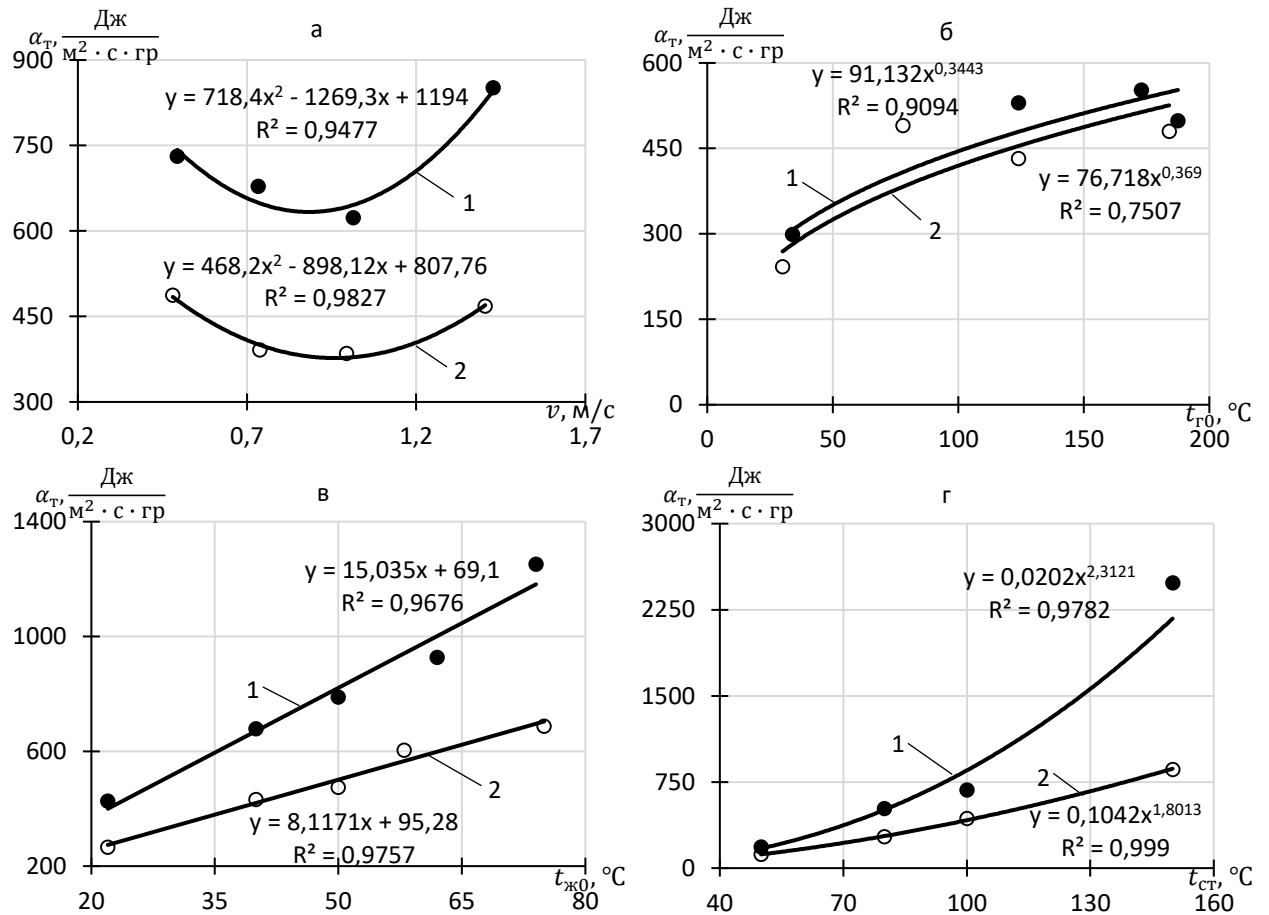 α_т, Дж / м² · с · гр
а
900
y = 718,4x² - 1269,3x + 1194
R² = 0,9477
750
1
600
y = 468,2x² - 898,12x + 807,76
R² = 0,9827
450
2
300
v, м/с
0,2 0,7 1,2 1,7
α_т, Дж / м² · с · гр
б
600
y = 91,132x^0,3443
R² = 0,9094
450
1
y = 76,718x^0,369
R² = 0,7507
2
300
150
0
t_г0, °C
0 50 100 150 200
α_т, Дж / м² · с · гр
в
1400
y = 15,035x + 69,1
R² = 0,9676
1000
1
600
2
y = 8,1171x + 95,28
R² = 0,9757
200
t_ж0, °C
20 35 50 65 80
α_т, Дж / м² · с · гр
г
3000
y = 0,0202x^2,3121
R² = 0,9782
2250
1500
1
2
750
y = 0,1042x^1,8013
R² = 0,999
0
t_ст, °C
40 70 100 130 160